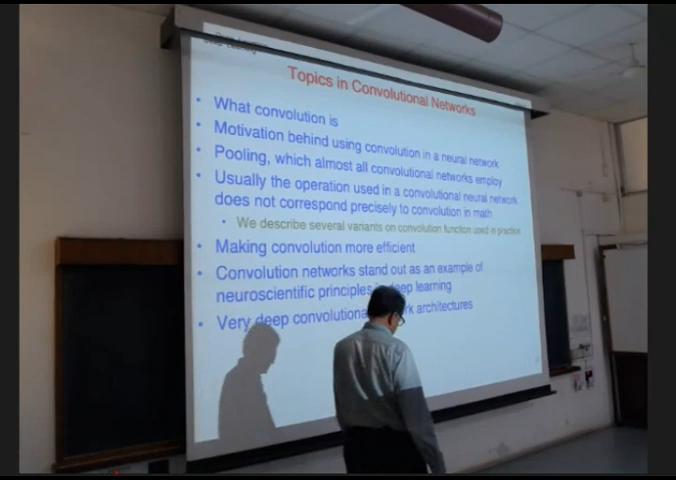 Deep Learning
Topics in Convolutional Networks
• What convolution is
• Motivation behind using convolution in a neural network
• Pooling, which almost all convolutional networks employ
• Usually the operation used in a convolutional neural network
does not correspond precisely to convolution in math
• We describe several variants on convolution function used in practice
• Making convolution more efficient
• Convolution networks stand out as an example of
neuroscientific principles deep learning
• Very deep convolutional architectures